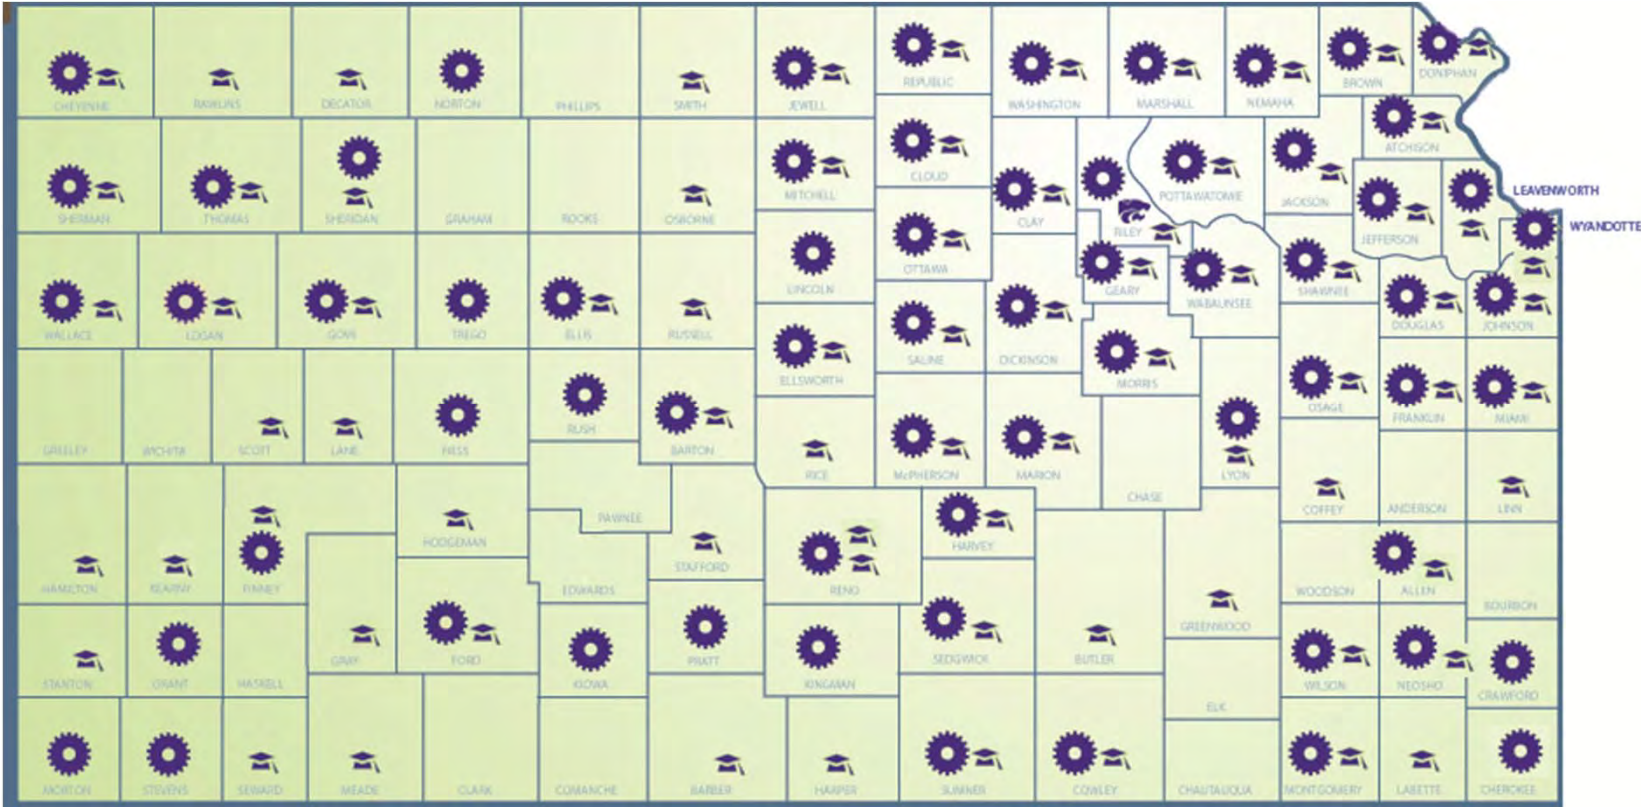 CHEYENNE
RAWLINS
DECATOR
NORTON
PHILLIPS
SMITH
JEWELL
REPUBLIC
WASHINGTON
MARSHALL
NEMAHA
BROWN
DONIPHAN
SHERMAN
THOMAS
SHERIDAN
GRAHAM
ROOKE
OSBORNE
MITCHELL
CLOUD
CLAY
RILEY
POTTAWATOMIE
JACKSON
ATCHISON
JEFFERSON
LEAVENWORTH
WYANDOTTE
WALLACE
LOGAN
GOVE
TREGO
ELLIS
RUSSELL
LINCOLN
OTTAWA
GEARY
WABAUNSEE
SHAWNEE
DOUGLAS
JOHNSON
ELLSWORTH
SALINE
DICKINSON
MORRIS
OSAGE
FRANKLIN
MIAMI
GREELEY
WICHITA
SCOTT
LANE
NESS
RUSH
BARTON
RICE
McPHERSON
MARION
CHASE
LYON
COFFEY
ANDERSON
LINN
HAMILTON
KEARNY
FINNEY
HODGEMAN
PAWNEE
EDWARDS
STAFFORD
RENO
HARVEY
GREENWOOD
WOODSON
ALLEN
BOURBON
STANTON
GRANT
HASKELL
GRAY
FORD
KIOWA
PRATT
KINGMAN
SEDGWICK
BUTLER
ELK
WILSON
NEOSHO
CRAWFORD
MORTON
STEVENS
SEWARD
MEADE
CLARK
COMANCHE
BARBER
HARPER
SUMNER
COWLEY
CHAUTAUQUA
MONTGOMERY
LABETTE
CHEROKEE